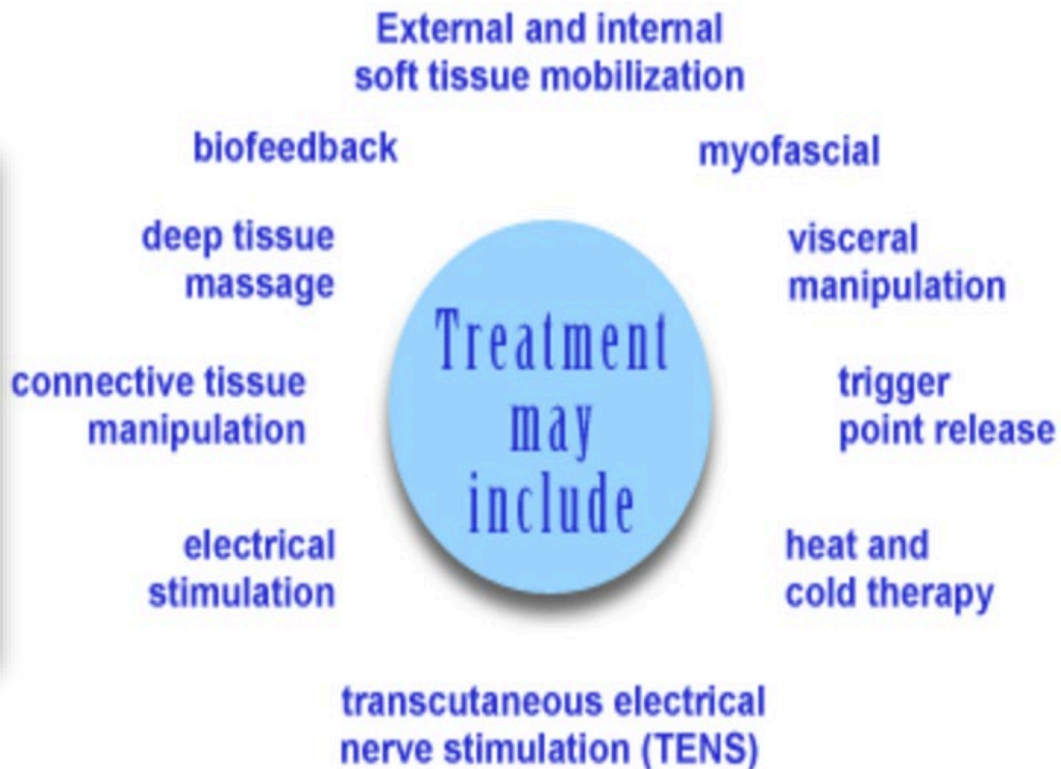 External and internal
soft tissue mobilization
biofeedback
myofascial
deep tissue
massage
visceral
manipulation
Treatment
may
include
connective tissue
manipulation
trigger
point release
electrical
stimulation
heat and
cold therapy
transcutaneous electrical
nerve stimulation (TENS)